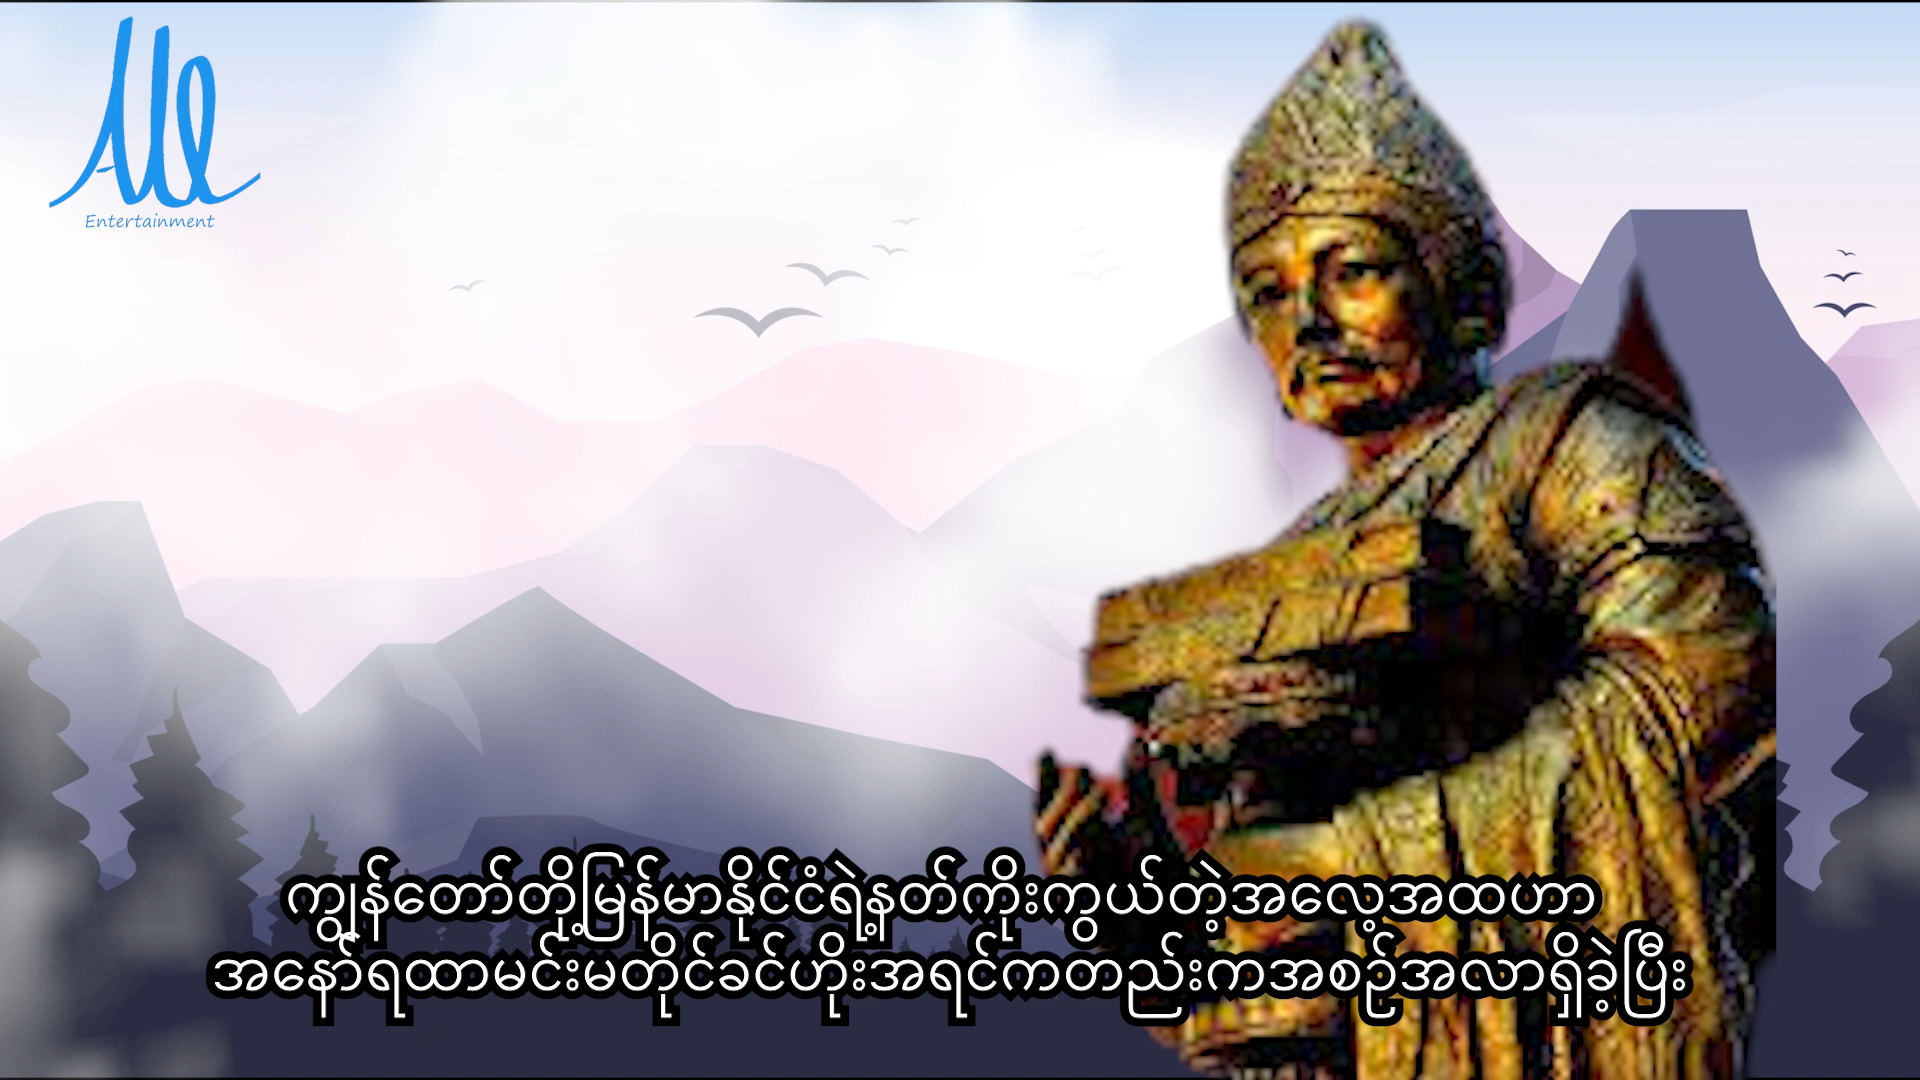 All
Entertainment
ကျွန်တော်တို့မြန်မာနိုင်ငံရဲ့နတ်ကိုးကွယ်တဲ့အလေ့အထဟာ
အနော်ရထာမင်းမတိုင်ခင်ဟိုးအရင်ကတည်းကအစဉ်အလာရှိခဲ့ပြီး